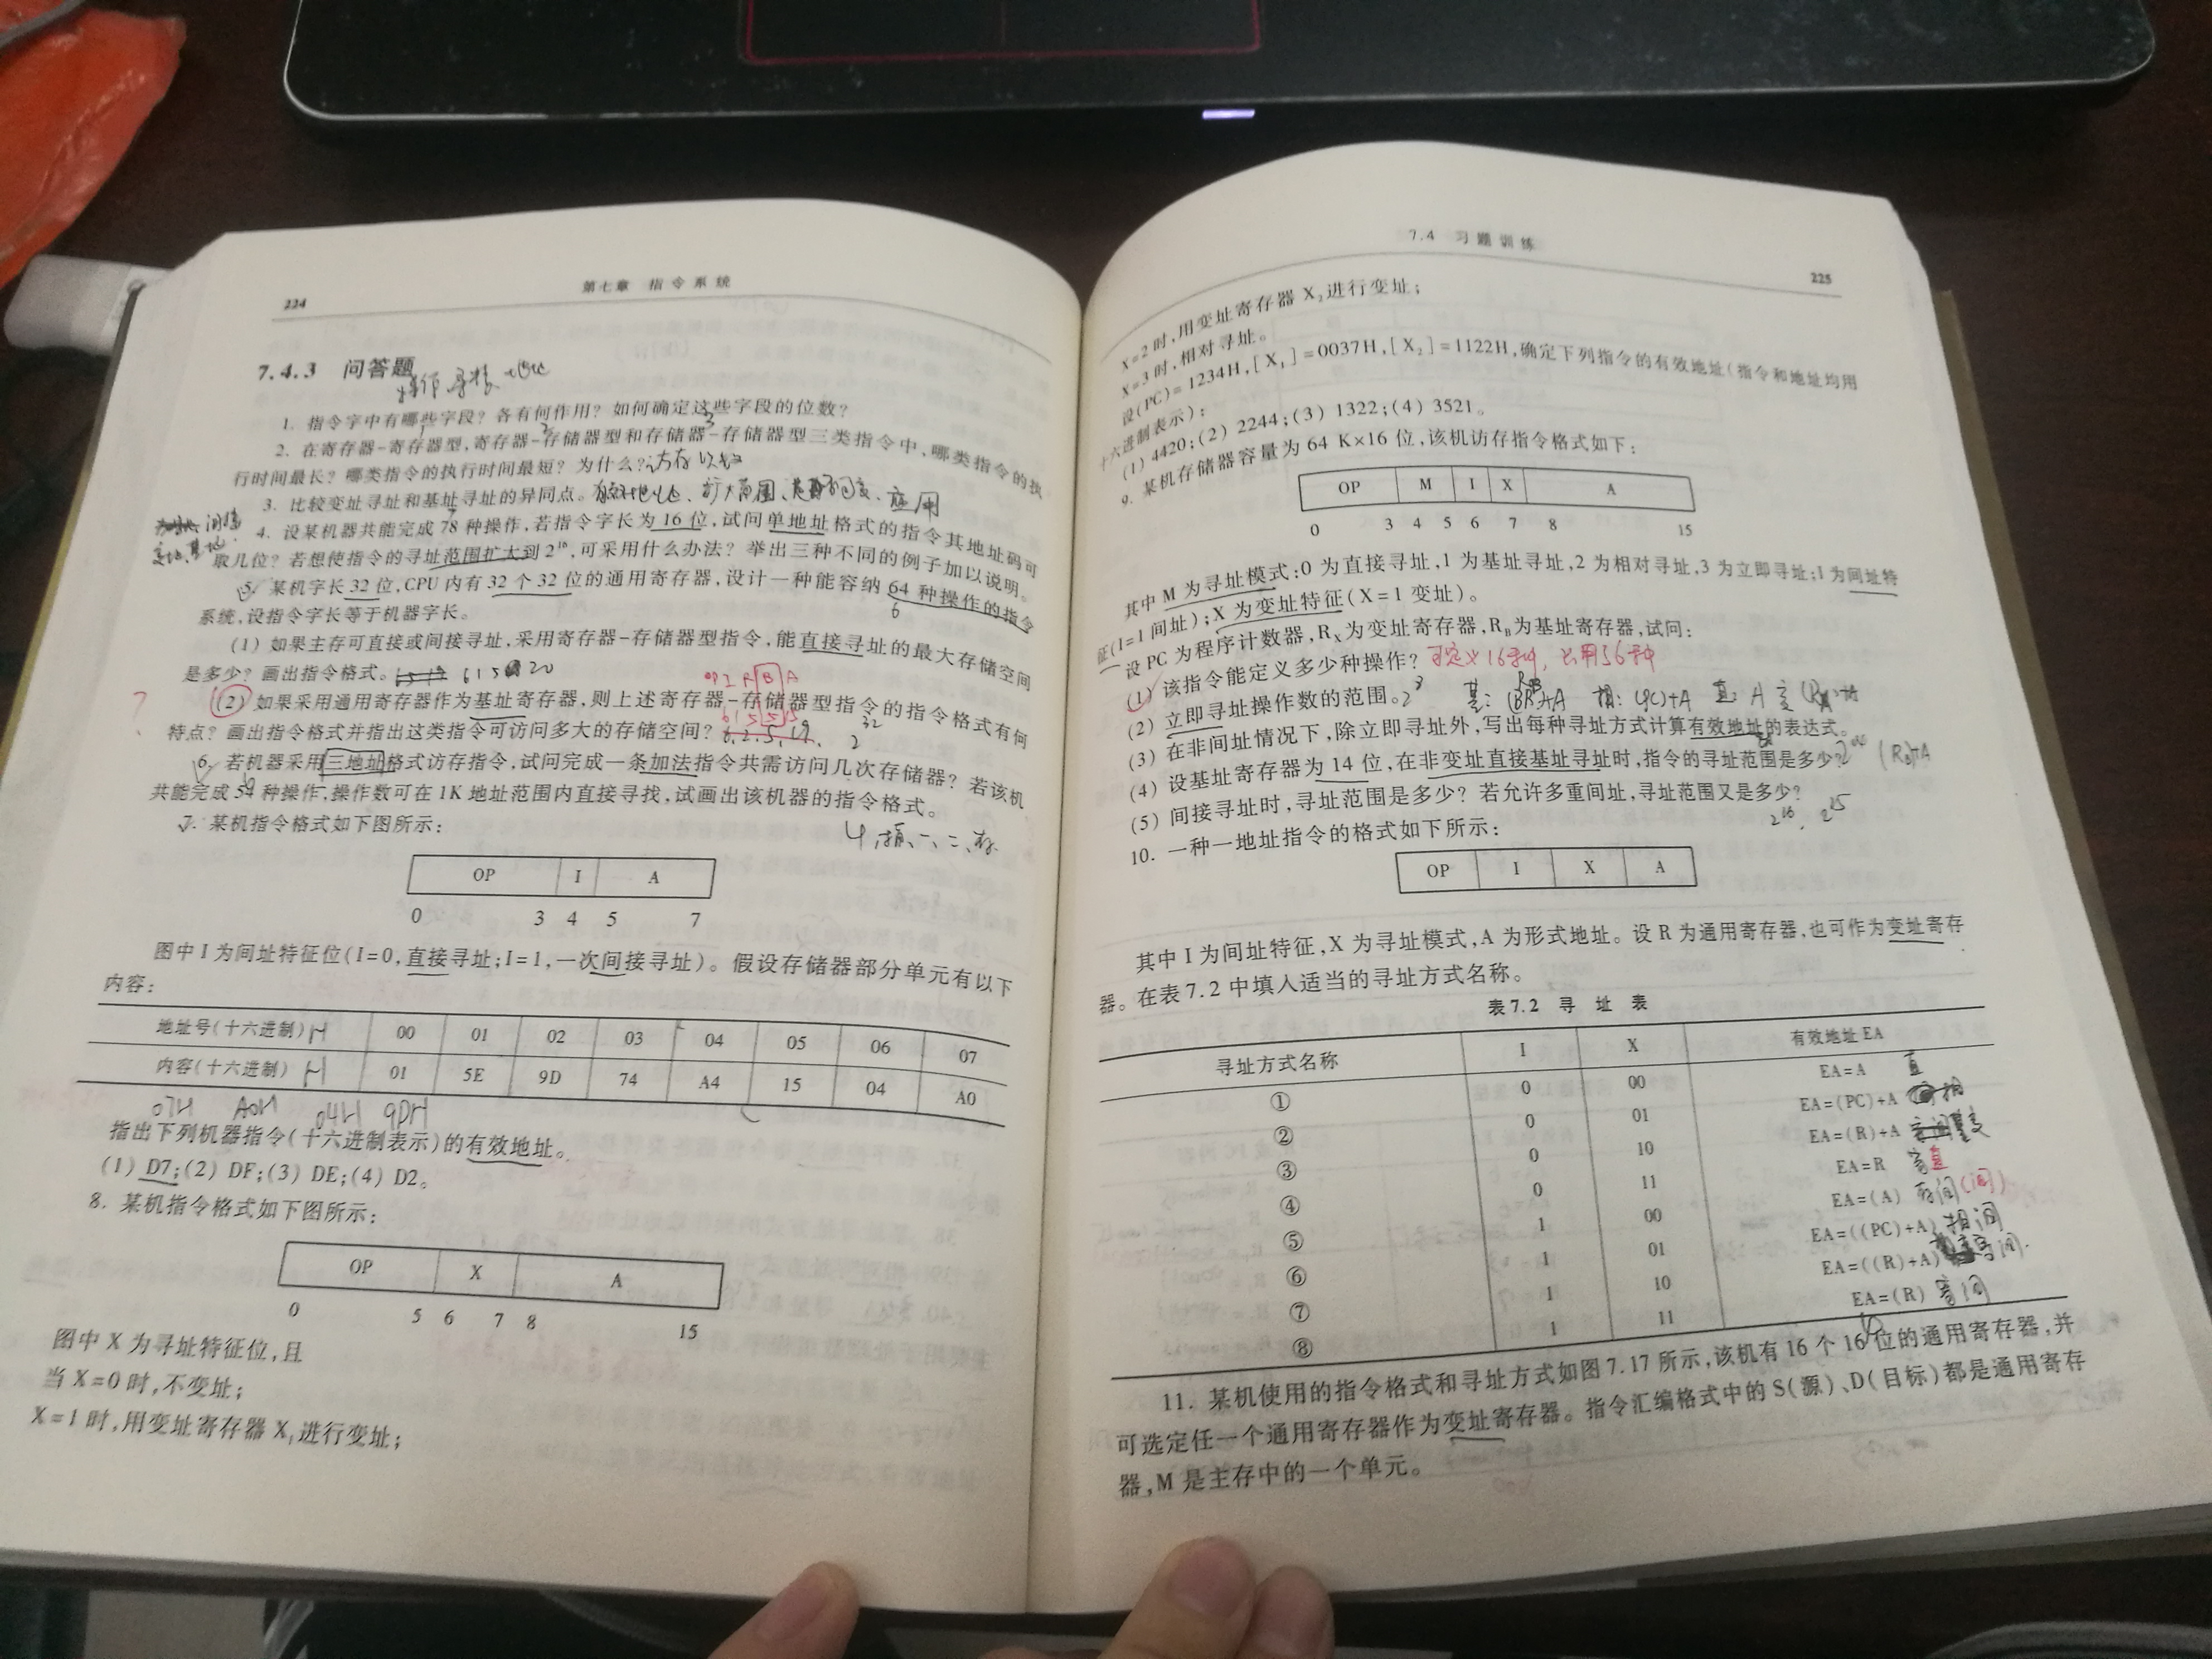 224
第七章 指令系统
7.4.3 问答题
1. 指令字中有哪些字段？各有何作用？如何确定这些字段的位数？
2. 在寄存器-寄存器型,寄存器-存储器型和存储器-存储器型三类指令中,哪类指令的执
行时间最长？哪类指令的执行时间最短？为什么？
3. 比较变址寻址和基址寻址的异同点。
4. 设某机器共能完成 78 种操作,若指令字长为 16 位,试问单地址格式的指令其地址码可
取几位？若想使指令的寻址范围扩大到 2¹⁶,可采用什么办法？举出三种不同的例子加以说明。
5. 某机字长 32 位,CPU 内有 32 个 32 位的通用寄存器,设计一种能容纳 64 种操作的指令
6
系统,设指令字长等于机器字长。
(1) 如果主存可直接或间接寻址,采用寄存器-存储器型指令,能直接寻址的最大存储空间
是多少？画出指令格式。 6 1 5 20
OP I R B A
(2) 如果采用通用寄存器作为基址寄存器,则上述寄存器-存储器型指令的指令格式有何
特点？画出指令格式并指出这类指令可访问多大的存储空间？ 2³²
6. 若机器采用三地址格式访存指令,试问完成一条加法指令共需访问几次存储器？若该机
共能完成 54 种操作,操作数可在 1K 地址范围内直接寻找,试画出该机器的指令格式。
7. 某机指令格式如下图所示:
OP I A
0 3 4 5 7
图中 I 为间址特征位(I=0,直接寻址;I=1,一次间接寻址)。假设存储器部分单元有以下
内容:
地址号(十六进制) H 00 01 02 03 04 05 06 07
内容(十六进制) H 01 5E 9D 74 A4 15 04 A0
07H A0H 04H 9DH
指出下列机器指令(十六进制表示)的有效地址。
(1) D7;(2) DF;(3) DE;(4) D2。
8. 某机指令格式如下图所示:
OP X A
0 5 6 7 8 15
图中 X 为寻址特征位,且
当 X=0 时,不变址;
X=1 时,用变址寄存器 X₁进行变址;
7.4 习题训练
225
X=2 时,用变址寄存器 X₂进行变址;
X=3 时,相对寻址。
设(PC)=1234H,[X₁]=0037H,[X₂]=1122H,确定下列指令的有效地址(指令和地址均用
十六进制表示):
(1) 4420;(2) 2244;(3) 1322;(4) 3521。
9. 某机存储器容量为 64 K×16 位,该机访存指令格式如下:
OP M I X A
0 3 4 5 6 7 8 15
其中 M 为寻址模式:0 为直接寻址,1 为基址寻址,2 为相对寻址,3 为立即寻址;I 为间址特
征(I=1 间址);X 为变址特征(X=1 变址)。
设 PC 为程序计数器,Rx为变址寄存器,RB为基址寄存器,试问:
(1) 该指令能定义多少种操作？
(2) 立即寻址操作数的范围。
(3) 在非间址情况下,除立即寻址外,写出每种寻址方式计算有效地址的表达式。
(4) 设基址寄存器为 14 位,在非变址直接基址寻址时,指令的寻址范围是多少？
(5) 间接寻址时,寻址范围是多少？若允许多重间址,寻址范围又是多少？
2¹⁶、2¹⁵
10. 一种一地址指令的格式如下所示:
OP I X A
其中 I 为间址特征,X 为寻址模式,A 为形式地址。设 R 为通用寄存器,也可作为变址寄存
器。在表7.2 中填入适当的寻址方式名称。
表7.2 寻 址 表
寻址方式名称 I X 有效地址 EA
① 0 00 EA=A 直
② 0 01 EA=(PC)+A 相
③ 0 10 EA=(R)+A
④ 0 11 EA=R
⑤ 1 00 EA=(A)
⑥ 1 01 EA=((PC)+A) 相间
⑦ 1 10 EA=((R)+A)
⑧ 1 11 EA=(R) 寄间
11. 某机使用的指令格式和寻址方式如图 7.17 所示,该机有 16 个 16 位的通用寄存器,并
可选定任一个通用寄存器作为变址寄存器。指令汇编格式中的 S(源)、D(目标)都是通用寄存
器,M 是主存中的一个单元。